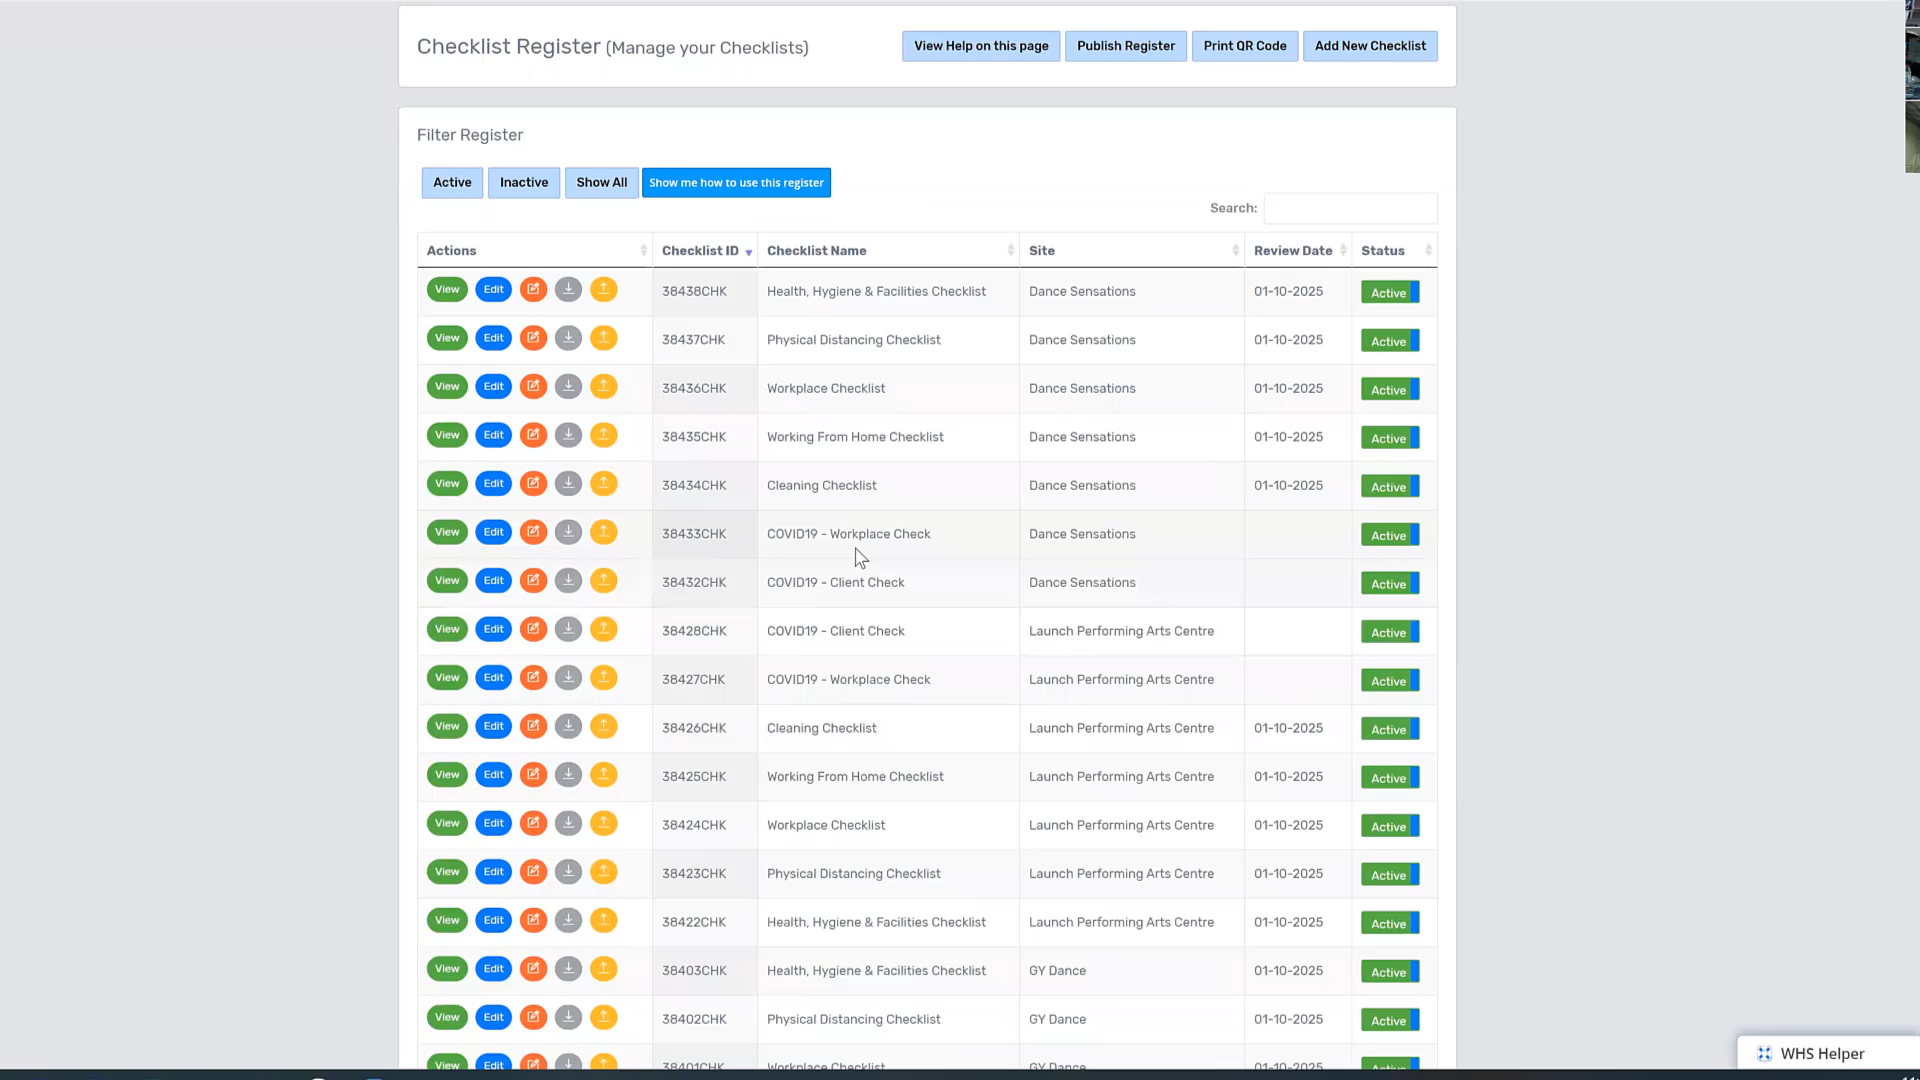 Checklist Register (Manage your Checklists)
View Help on this page
Publish Register
Print QR Code
Add New Checklist
Filter Register
Active
Inactive
Show All
Show me how to use this register
Search:
Actions Checklist ID Checklist Name Site Review Date Status
View Edit 38438CHK Health, Hygiene & Facilities Checklist Dance Sensations 01-10-2025 Active
View Edit 38437CHK Physical Distancing Checklist Dance Sensations 01-10-2025 Active
View Edit 38436CHK Workplace Checklist Dance Sensations 01-10-2025 Active
View Edit 38435CHK Working From Home Checklist Dance Sensations 01-10-2025 Active
View Edit 38434CHK Cleaning Checklist Dance Sensations 01-10-2025 Active
View Edit 38433CHK COVID19 - Workplace Check Dance Sensations Active
View Edit 38432CHK COVID19 - Client Check Dance Sensations Active
View Edit 38428CHK COVID19 - Client Check Launch Performing Arts Centre Active
View Edit 38427CHK COVID19 - Workplace Check Launch Performing Arts Centre Active
View Edit 38426CHK Cleaning Checklist Launch Performing Arts Centre 01-10-2025 Active
View Edit 38425CHK Working From Home Checklist Launch Performing Arts Centre 01-10-2025 Active
View Edit 38424CHK Workplace Checklist Launch Performing Arts Centre 01-10-2025 Active
View Edit 38423CHK Physical Distancing Checklist Launch Performing Arts Centre 01-10-2025 Active
View Edit 38422CHK Health, Hygiene & Facilities Checklist Launch Performing Arts Centre 01-10-2025 Active
View Edit 38403CHK Health, Hygiene & Facilities Checklist GY Dance 01-10-2025 Active
View Edit 38402CHK Physical Distancing Checklist GY Dance 01-10-2025 Active
View Edit 38401CHK Workplace Checklist GY Dance 01-10-2025 Active
WHS Helper